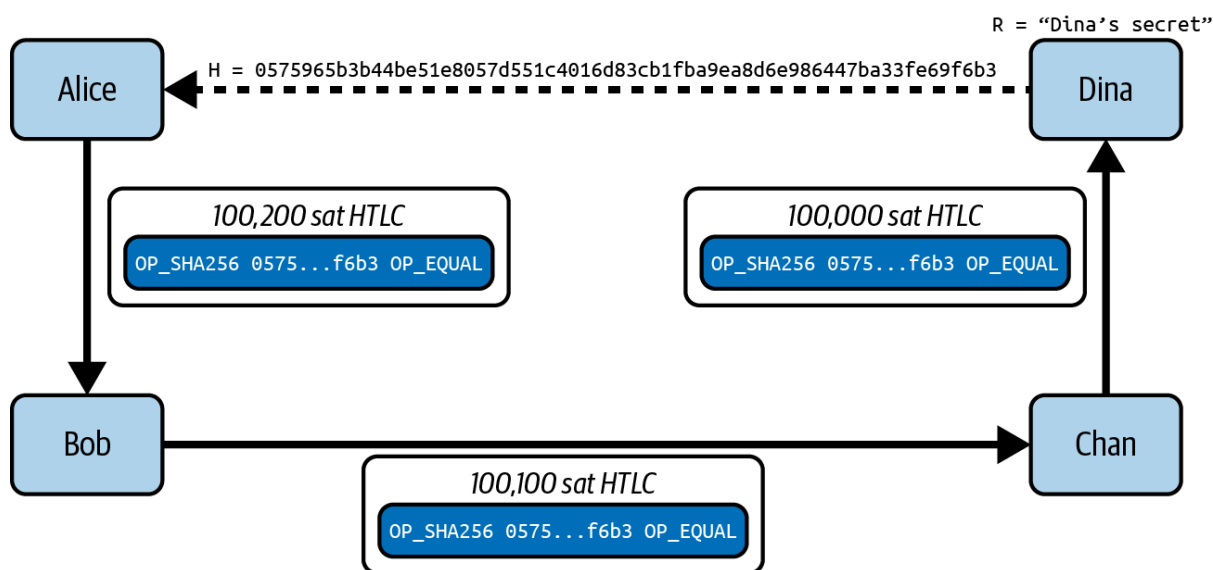 R = “Dina’s secret”
H = 0575965b3b44be51e8057d551c4016d83cb1fba9ea8d6e986447ba33fe69f6b3
Alice
Dina
100,200 sat HTLC
OP_SHA256 0575...f6b3 OP_EQUAL
100,000 sat HTLC
OP_SHA256 0575...f6b3 OP_EQUAL
Bob
Chan
100,100 sat HTLC
OP_SHA256 0575...f6b3 OP_EQUAL